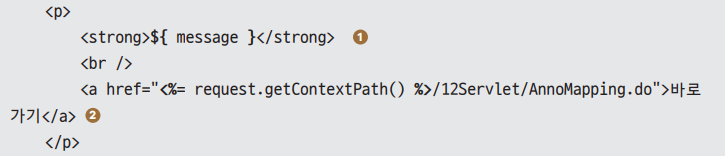 <p>
<strong>${ message }</strong> ❶
<br />
<a href="<%= request.getContextPath() %>/12Servlet/AnnoMapping.do">바로
가기</a> ❷
</p>